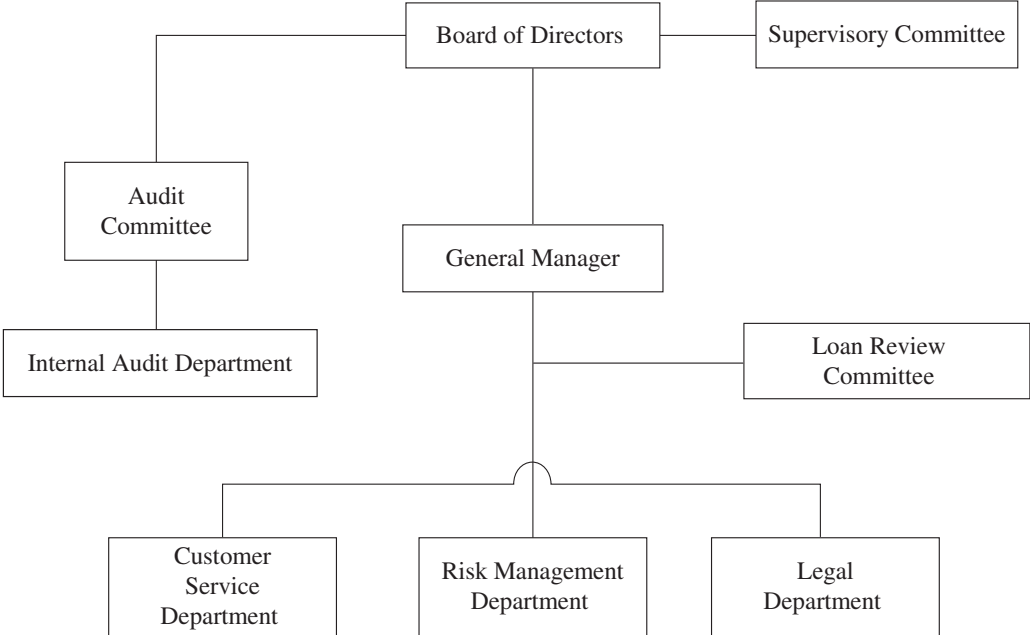 Board of Directors
Supervisory Committee
Audit
Committee
General Manager
Internal Audit Department
Loan Review
Committee
Customer
Service
Department
Risk Management
Department
Legal
Department